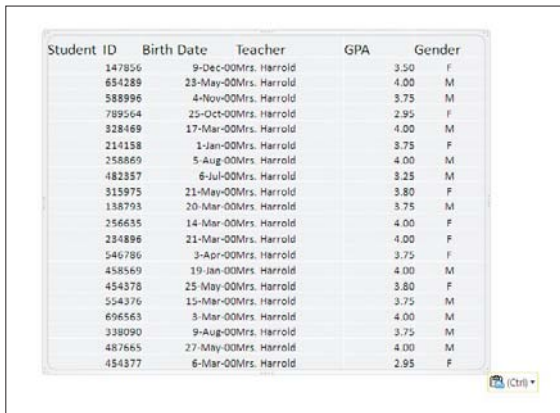 Student ID Birth Date Teacher GPA Gender
147856 9-Dec-00Mrs. Harrold 3.50 F
654289 23-May-00Mrs. Harrold 4.00 M
588996 4-Nov-00Mrs. Harrold 3.75 M
789564 25-Oct-00Mrs. Harrold 2.95 F
328469 17-Mar-00Mrs. Harrold 4.00 M
214158 1-Jan-00Mrs. Harrold 3.75 F
258869 5-Aug-00Mrs. Harrold 4.00 M
482357 6-Jul-00Mrs. Harrold 3.25 M
315975 21-May-00Mrs. Harrold 3.80 F
138793 20-Mar-00Mrs. Harrold 3.75 M
256635 14-Mar-00Mrs. Harrold 4.00 F
234896 21-Mar-00Mrs. Harrold 4.00 F
546786 3-Apr-00Mrs. Harrold 3.75 F
458569 19-Jan-00Mrs. Harrold 4.00 M
454378 25-May-00Mrs. Harrold 3.80 F
554376 15-Mar-00Mrs. Harrold 3.75 M
696563 3-Mar-00Mrs. Harrold 4.00 M
338090 9-Aug-00Mrs. Harrold 3.75 M
487665 27-May-00Mrs. Harrold 4.00 M
454377 6-Mar-00Mrs. Harrold 2.95 F
(Ctrl)